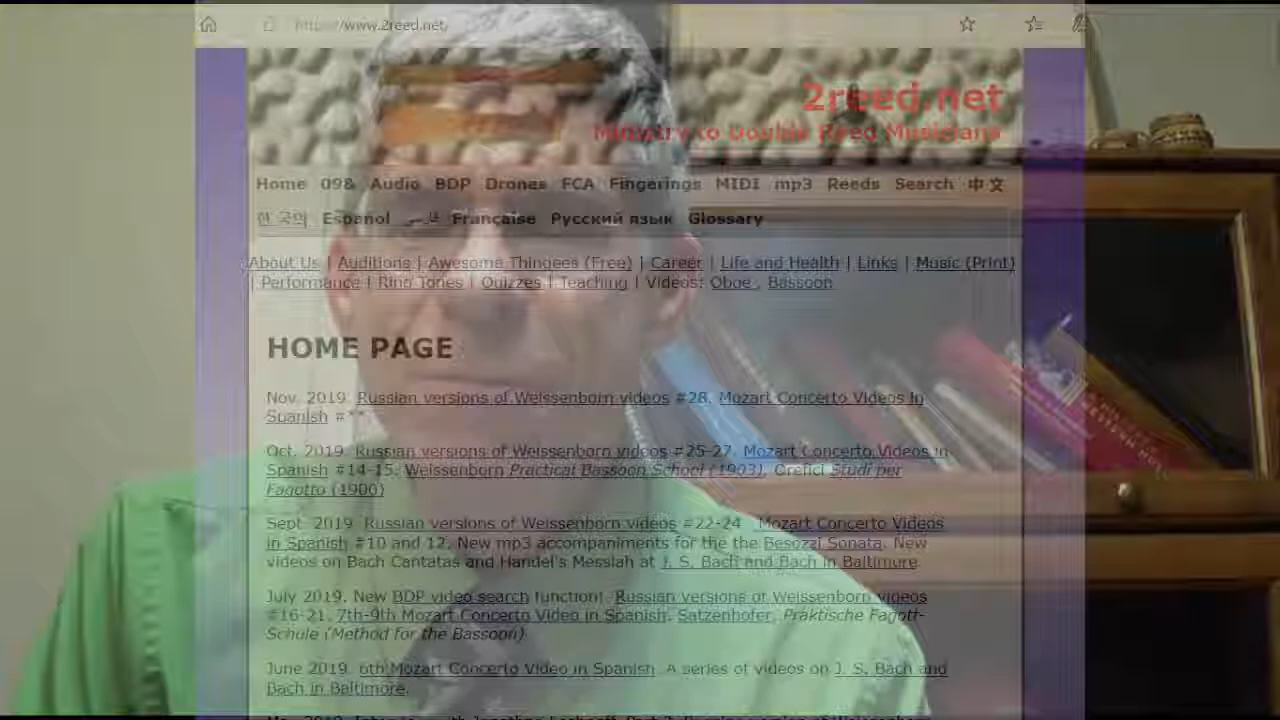 https://www.2reed.net/
2reed.net
Ministry to Double Reed Musicians
Home 09& Audio BDP Drones FCA Fingerings MIDI mp3 Reeds Search 中文
한국의 Espanol Française Русский язык Glossary
About Us | Auditions | Awesome Thingees (Free) | Career | Life and Health | Links | Music (Print)
| Performance | Ring Tones | Quizzes | Teaching | Videos: Oboe , Bassoon
HOME PAGE
Nov. 2019. Russian versions of Weissenborn videos #28. Mozart Concerto Videos in
Spanish #**
Oct. 2019. Russian versions of Weissenborn videos #25-27. Mozart Concerto Videos in
Spanish #14-15. Weissenborn Practical Bassoon School (1903). Orefici Studi per
Fagotto (1900)
Sept. 2019. Russian versions of Weissenborn videos #22-24 . Mozart Concerto Videos
in Spanish #10 and 12. New mp3 accompaniments for the the Besozzi Sonata. New
videos on Bach Cantatas and Handel's Messiah at J. S. Bach and Bach in Baltimore.
July 2019. New BDP video search function! Russian versions of Weissenborn videos
#16-21. 7th-9th Mozart Concerto Video in Spanish. Satzenhofer, Praktische Fagott-
Schule (Method for the Bassoon)
June 2019. 6th Mozart Concerto Video in Spanish. A series of videos on J. S. Bach and
Bach in Baltimore.